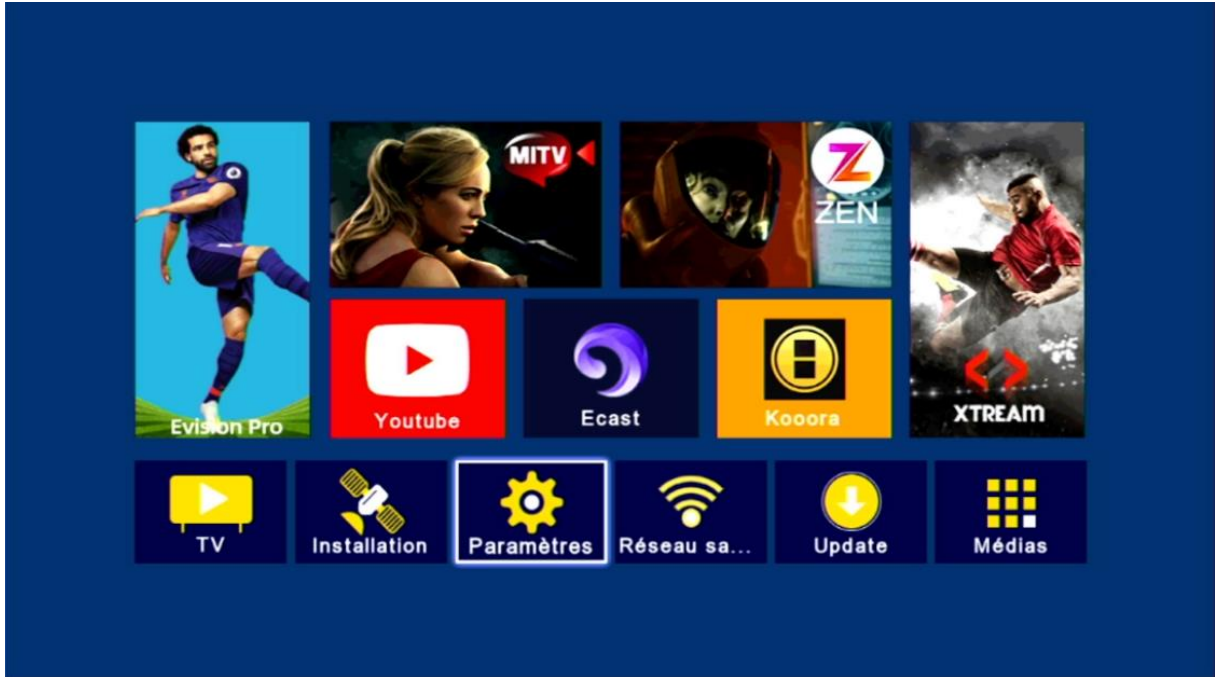 MITV
ZEN
Evision Pro
Youtube
Ecast
Kooora
XTREAM
TV
Installation
Paramètres
Réseau sa...
Update
Médias